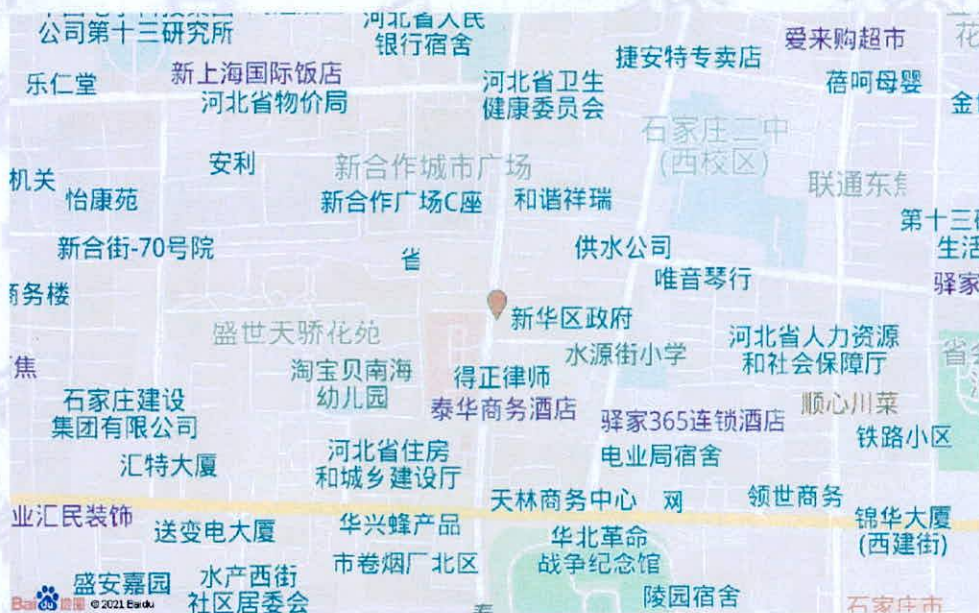 公司第十三研究所
河北省人民
银行宿舍
爱来购超市
花
捷安特专卖店
乐仁堂
新上海国际饭店
河北省物价局
河北省卫生
健康委员会
蓓呵母婴
金
石家庄二中
(西校区)
安利
新合作城市广场
机关
怡康苑
新合作广场C座
和谐祥瑞
联通东焦
第十三研
生活
新合街-70号院
省
供水公司
唯音琴行
驿家
商务楼
新华区政府
盛世天骄花苑
水源街小学
河北省人力资源
和社会保障厅
焦
淘宝贝南海
幼儿园
得正律师
泰华商务酒店
驿家365连锁酒店
顺心川菜
石家庄建设
集团有限公司
铁路小区
汇特大厦
河北省住房
和城乡建设厅
电业局宿舍
天林商务中心
网
领世商务
业汇民装饰
送变电大厦
华兴蜂产品
华北革命
战争纪念馆
锦华大厦
(西建街)
市卷烟厂北区
盛安嘉园
水产西街
社区居委会
陵园宿舍
石家庄市
Bai 地图 © 2021 Baidu